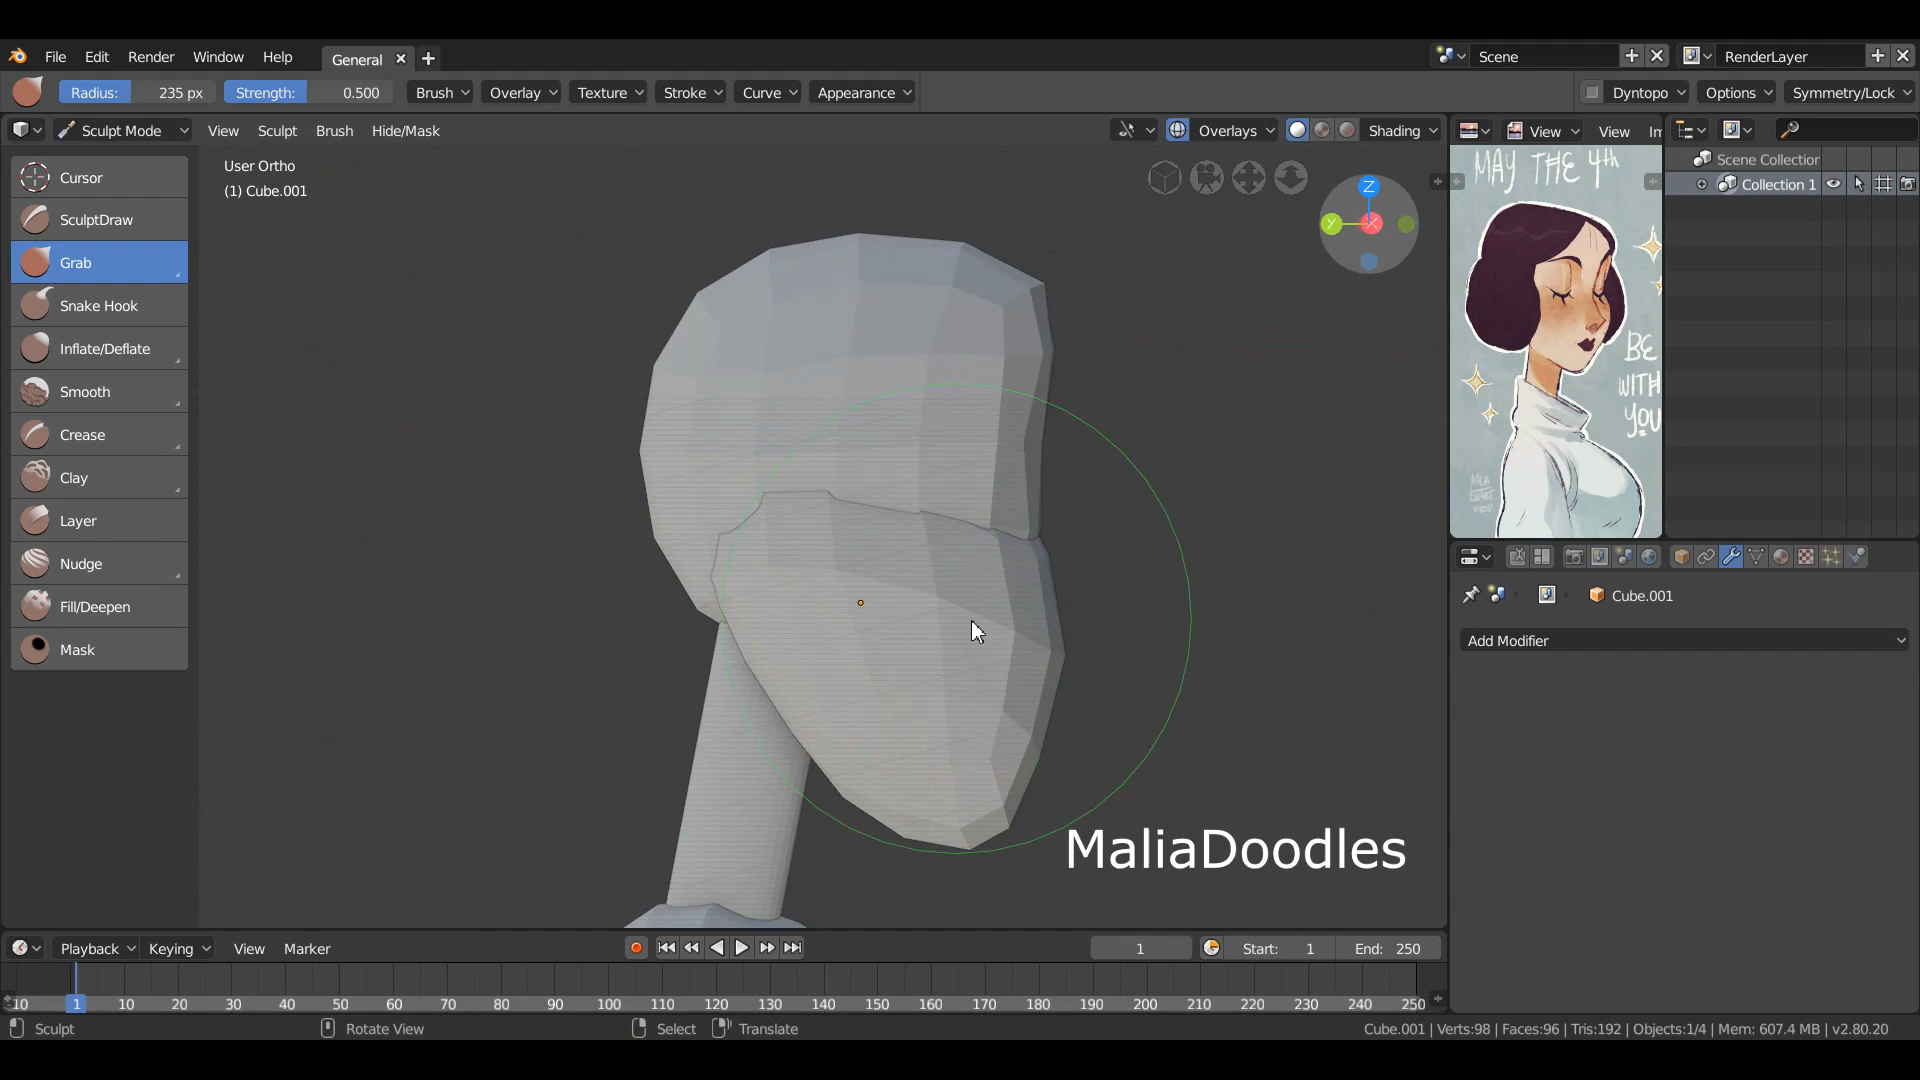 File Edit Render Window Help General Scene RenderLayer
Radius: 235 px Strength: 0.500 Brush Overlay Texture Stroke Curve Appearance Dyntopo Options Symmetry/Lock
Sculpt Mode View Sculpt Brush Hide/Mask Overlays Shading View View Im
User Ortho
(1) Cube.001
Cursor
SculptDraw
Grab
Snake Hook
Inflate/Deflate
Smooth
Crease
Clay
Layer
Nudge
Fill/Deepen
Mask
Z
Y
X
MAY THE 4th
BE
WITH
YOU
Scene Collection
Collection 1
Cube.001
Add Modifier
MaliaDoodles
Playback Keying View Marker 1 Start: 1 End: 250
-10 1 10 20 30 40 50 60 70 80 90 100 110 120 130 140 150 160 170 180 190 200 210 220 230 240 250
Sculpt Rotate View Select Translate Cube.001 | Verts:98 | Faces:96 | Tris:192 | Objects:1/4 | Mem: 607.4 MB | v2.80.20